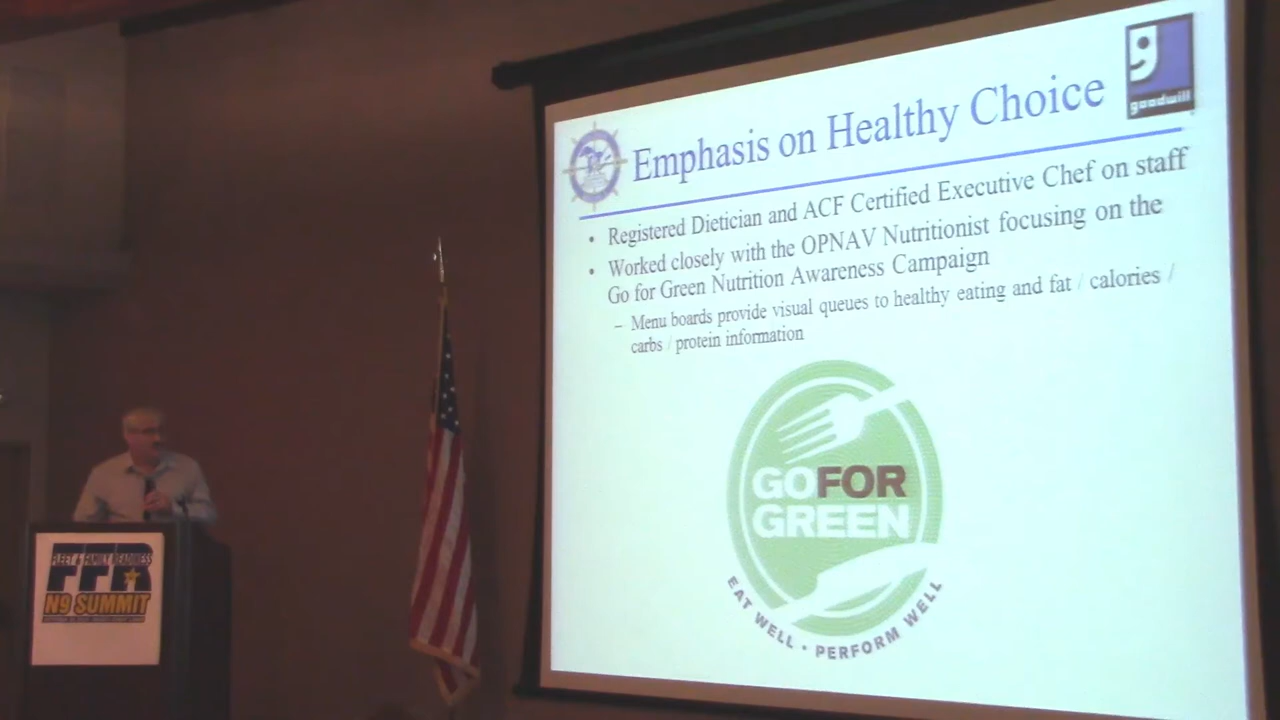 Emphasis on Healthy Choice
g
goodwill
• Registered Dietician and ACF Certified Executive Chef on staff
• Worked closely with the OPNAV Nutritionist focusing on the
Go for Green Nutrition Awareness Campaign
– Menu boards provide visual queues to healthy eating and fat / calories /
carbs / protein information
GO FOR
GREEN
EAT WELL • PERFORM WELL
FLEET & FAMILY READINESS
FFR
N9 SUMMIT